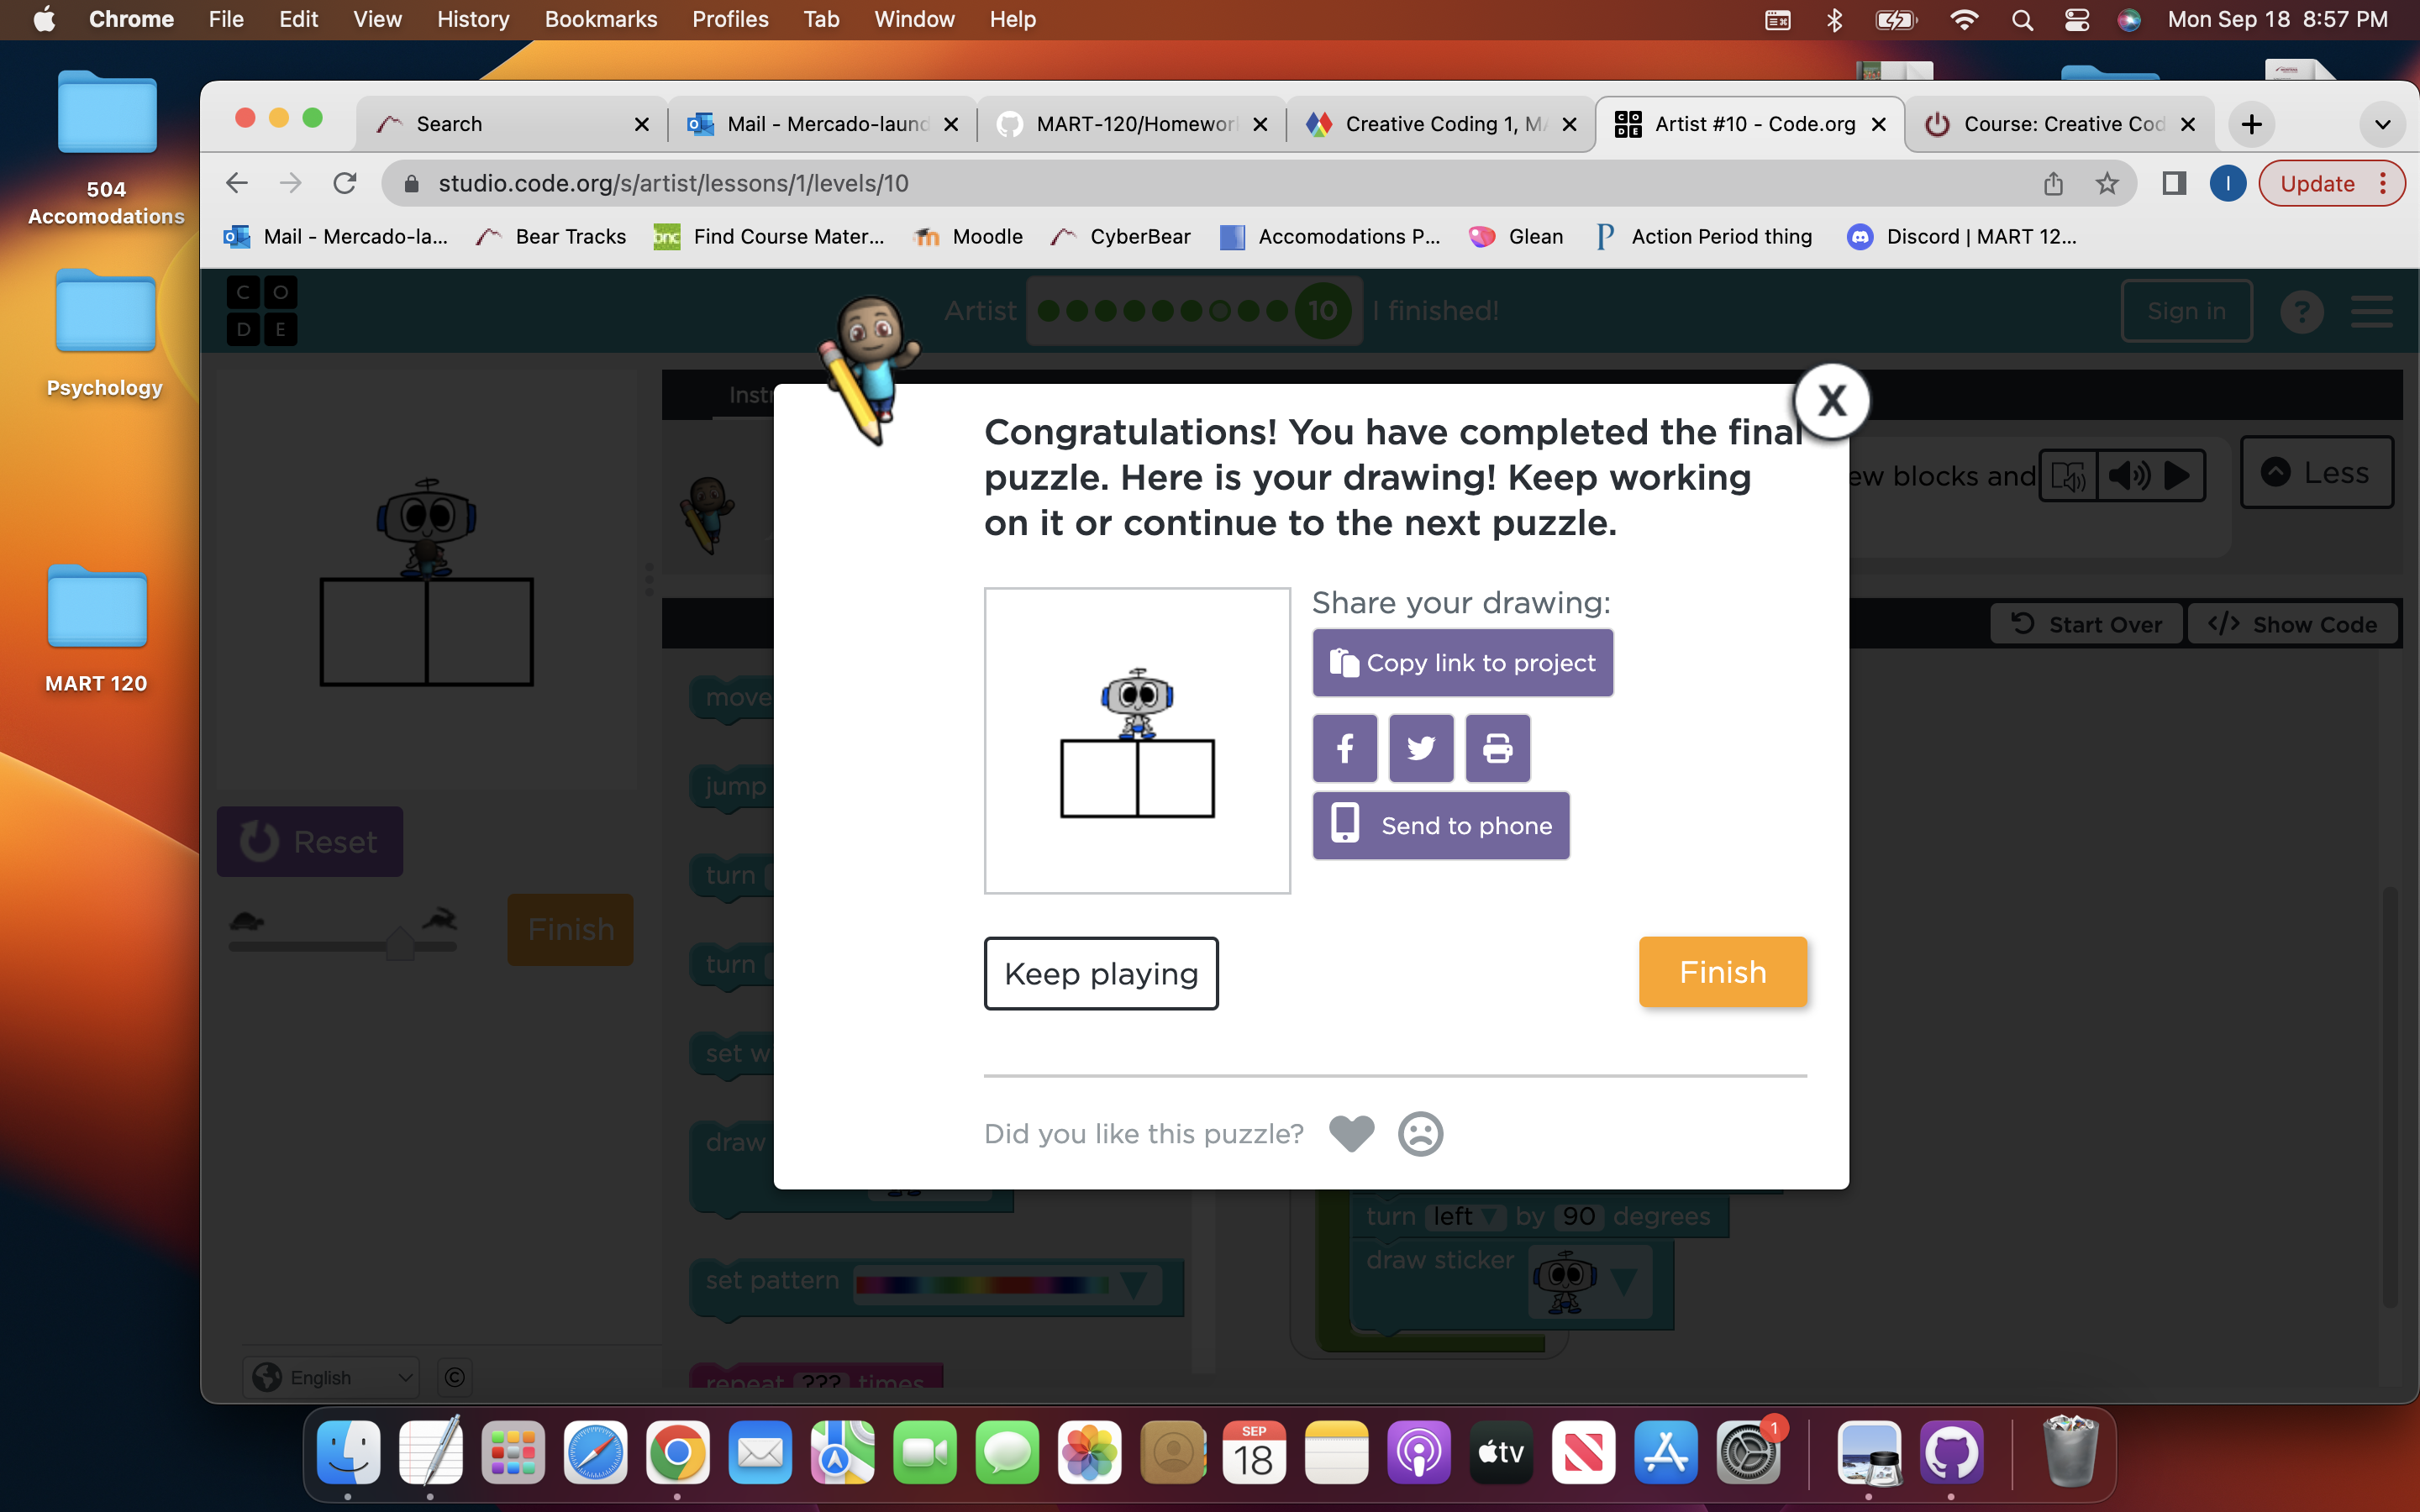 Chrome File Edit View History Bookmarks Profiles Tab Window Help Mon Sep 18 8:57 PM
504
Accomodations
Psychology
MART 120
Search Mail - Mercado-laund MART-120/Homewor Creative Coding 1, M Artist #10 - Code.org Course: Creative Cod
studio.code.org/s/artist/lessons/1/levels/10 I Update
Mail - Mercado-la... bnc Bear Tracks Find Course Mater... Moodle CyberBear Accomodations P... Glean P Action Period thing Discord | MART 12...
C O
D E
Artist 10 I finished! Sign in ?
Inst
ew blocks and Less
Start Over </> Show Code
move
jump
turn
turn
set w
draw
set pattern
repeat ??? times
Reset
Finish
English ©
X
Congratulations! You have completed the final
puzzle. Here is your drawing! Keep working
on it or continue to the next puzzle.
Share your drawing:
Copy link to project
Send to phone
Keep playing Finish
Did you like this puzzle?
turn left by 90 degrees
draw sticker
SEP
18
tv
1